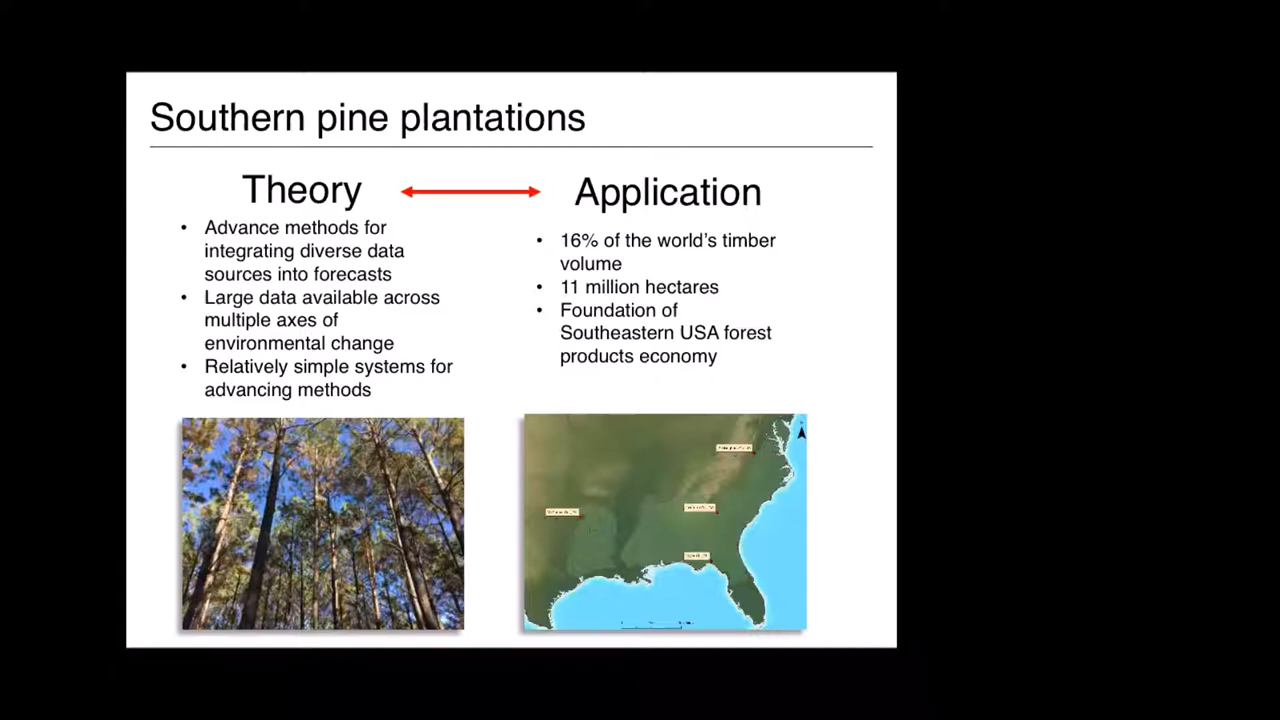 Southern pine plantations
Theory
• Advance methods for
integrating diverse data
sources into forecasts
• Large data available across
multiple axes of
environmental change
• Relatively simple systems for
advancing methods
Application
• 16% of the world's timber
volume
• 11 million hectares
• Foundation of
Southeastern USA forest
products economy